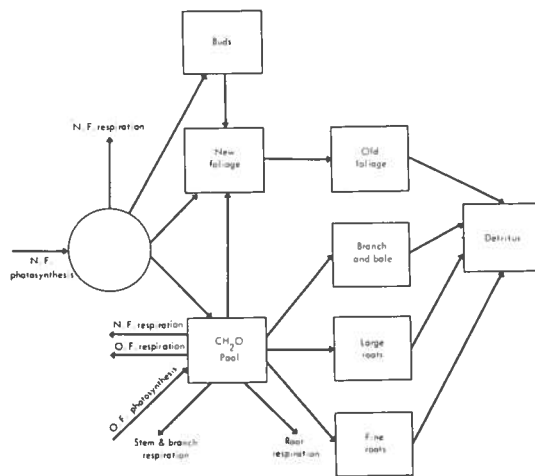 Buds
N. F. respiration
New
foliage
Old
foliage
N. F.
photosynthesis
Branch
and bole
Detritus
N. F. respiration
O. F. respiration
CH2O
Pool
O. F. photosynthesis
Large
roots
Stem & branch
respiration
Root
respiration
Fine
roots